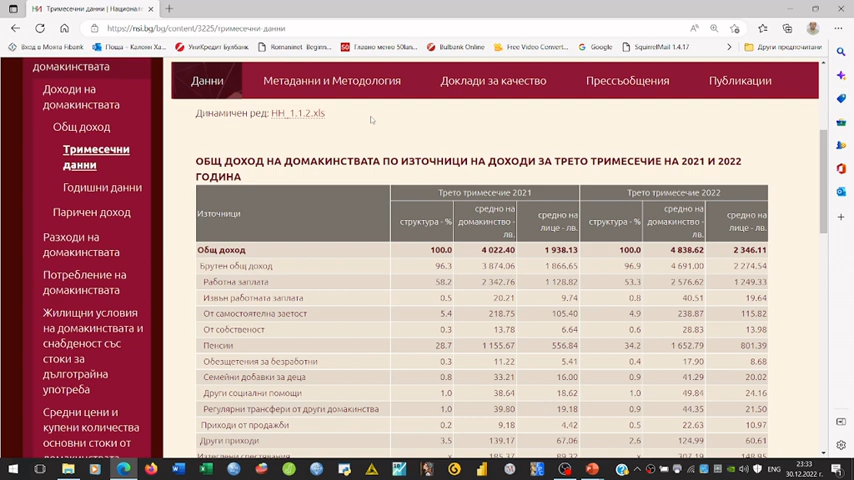 Тримесечни данни | Национал
https://nsi.bg/bg/content/3225/тримесечни-данни
Вход в Моята Fibank
Поща - Калоян Ха...
УниКредит Булбанк
Romaninet Beginn...
Главно меню 50lan...
Bulbank Online
Free Video Convert...
Google
SquirrelMail 1.4.17
Други предпочитани
домакинствата
Доходи на
домакинствата
Общ доход
Тримесечни
данни
Годишни данни
Паричен доход
Разходи на
домакинствата
Потребление на
домакинствата
Жилищни условия
на домакинствата и
снабденост със
стоки за
дълготрайна
употреба
Средни цени и
купени количества
основни стоки от
домакинствата
Данни
Метаданни и Методология
Доклади за качество
Прессъобщения
Публикации
Динамичен ред: HH_1.1.2.xls
ОБЩ ДОХОД НА ДОМАКИНСТВАТА ПО ИЗТОЧНИЦИ НА ДОХОДИ ЗА ТРЕТО ТРИМЕСЕЧИЕ НА 2021 И 2022
ГОДИНА
Източници
Трето тримесечие 2021
Трето тримесечие 2022
структура - %
средно на
домакинство -
лв.
средно на
лице - лв.
структура - %
средно на
домакинство -
лв.
средно на
лице - лв.
Общ доход 100.0 4 022.40 1 938.13 100.0 4 838.62 2 346.11
Брутен общ доход 96.3 3 874.06 1 866.65 96.9 4 691.00 2 274.54
Работна заплата 58.2 2 342.76 1 128.82 53.3 2 576.62 1 249.33
Извън работната заплата 0.5 20.21 9.74 0.8 40.51 19.64
От самостоятелна заетост 5.4 218.75 105.40 4.9 238.87 115.82
От собственост 0.3 13.78 6.64 0.6 28.83 13.98
Пенсии 28.7 1 155.67 556.84 34.2 1 652.79 801.39
Обезщетения за безработни 0.3 11.22 5.41 0.4 17.90 8.68
Семейни добавки за деца 0.8 33.21 16.00 0.9 41.29 20.02
Други социални помощи 1.0 38.64 18.62 1.0 49.84 24.16
Регулярни трансфери от други домакинства 1.0 39.80 19.18 0.9 44.35 21.50
Приходи от продажби 0.2 9.18 4.42 0.5 22.63 10.97
Други приходи 3.5 139.17 67.06 2.6 124.99 60.61
Изтеглени спестявания x 185.37 89.32 x 307.19 148.95
ENG
23:33
30.12.2022 г.